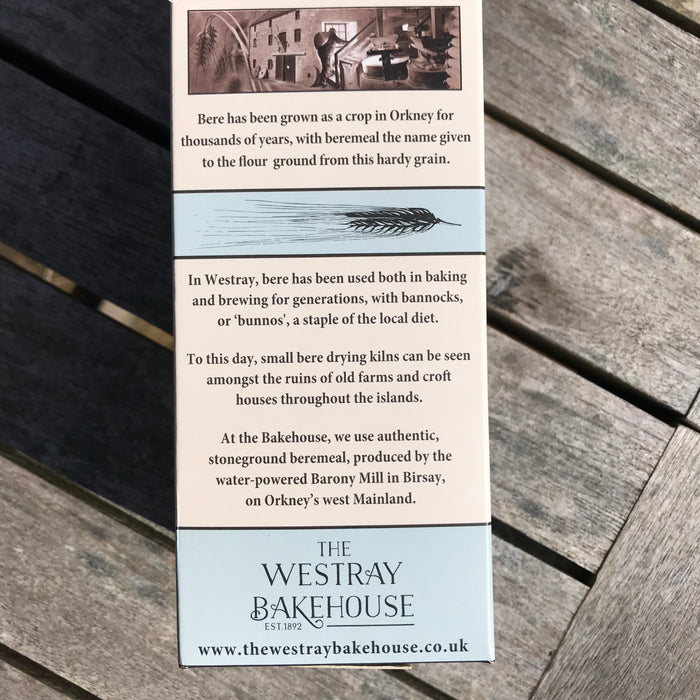 Bere has been grown as a crop in Orkney for
thousands of years, with beremeal the name given
to the flour ground from this hardy grain.
In Westray, bere has been used both in baking
and brewing for generations, with bannocks,
or ‘bunnos', a staple of the local diet.
To this day, small bere drying kilns can be seen
amongst the ruins of old farms and croft
houses throughout the islands.
At the Bakehouse, we use authentic,
stoneground beremeal, produced by the
water-powered Barony Mill in Birsay,
on Orkney's west Mainland.
THE
WESTRAY
BAKEHOUSE
EST.1892
www.thewestraybakehouse.co.uk